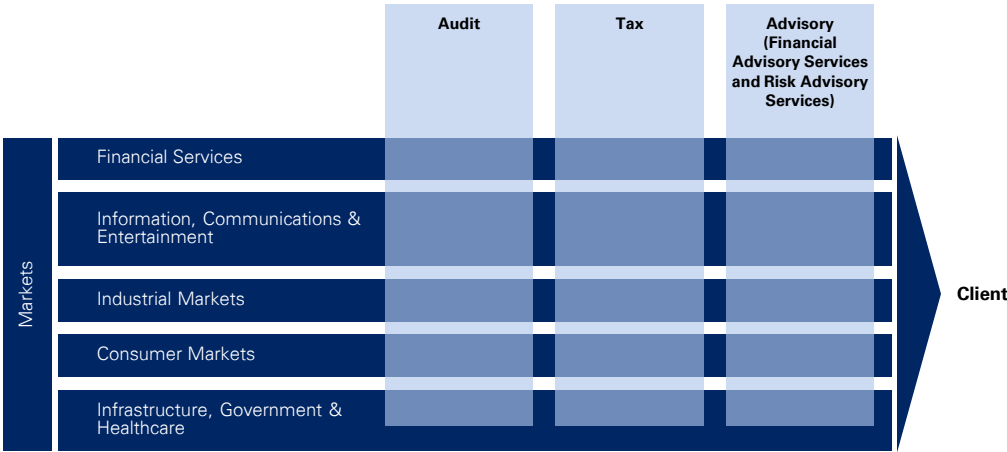 Audit
Tax
Advisory
(Financial
Advisory Services
and Risk Advisory
Services)
Markets
Financial Services
Information, Communications &
Entertainment
Industrial Markets
Consumer Markets
Infrastructure, Government &
Healthcare
Client